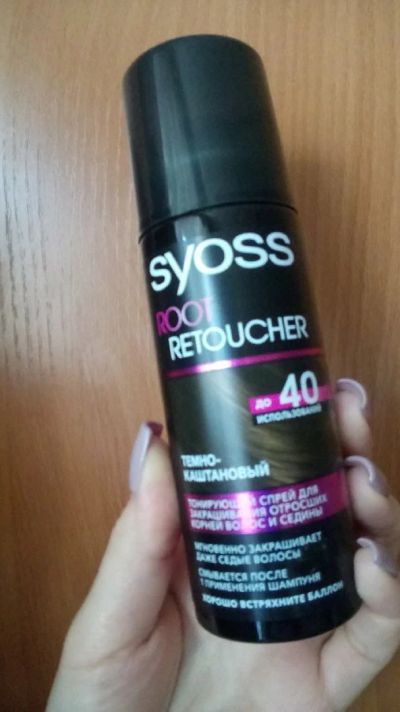 syoss
ROOT
RETOUCHER
ДО 40
ИСПОЛЬЗОВАНИЙ
ТЕМНО-
КАШТАНОВЫЙ
ТОНИРУЮЩИЙ СПРЕЙ ДЛЯ
ЗАКРАШИВАНИЯ ОТРОСШИХ
КОРНЕЙ ВОЛОС И СЕДИНЫ
МГНОВЕННО ЗАКРАШИВАЕТ
ДАЖЕ СЕДЫЕ ВОЛОСЫ
СМЫВАЕТСЯ ПОСЛЕ
1 ПРИМЕНЕНИЯ ШАМПУНЯ
ХОРОШО ВСТРЯХНИТЕ БАЛЛОН